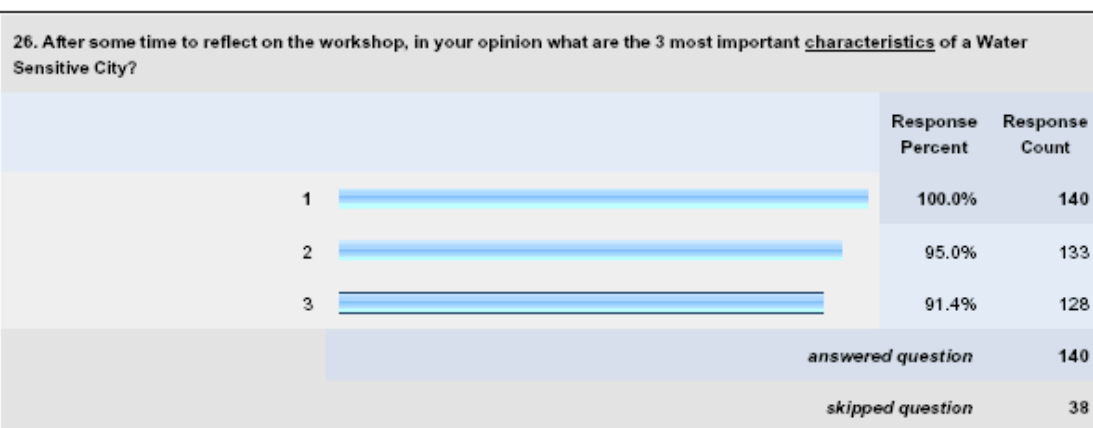 26. After some time to reflect on the workshop, in your opinion what are the 3 most important characteristics of a Water
Sensitive City?
Response Percent Response Count
1 100.0% 140
2 95.0% 133
3 91.4% 128
answered question 140
skipped question 38